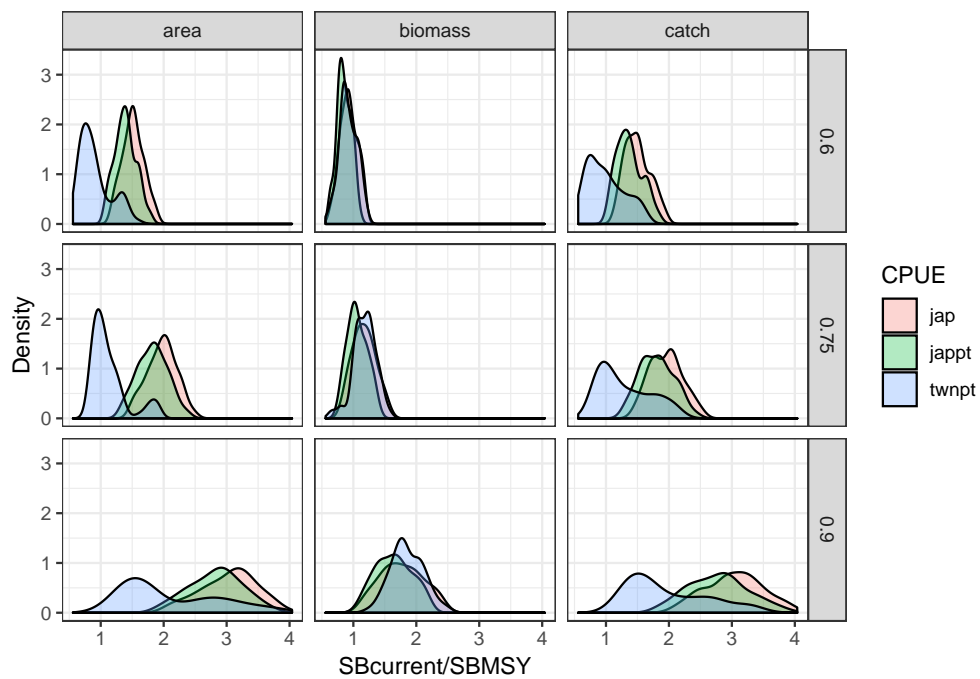 area
biomass
catch
3
2
1
0
0.6
3
2
1
0
0.75
3
2
1
0
0.9
1 2 3 4
1 2 3 4
1 2 3 4
SBcurrent/SBMSY
Density
CPUE
jap
jappt
twnpt